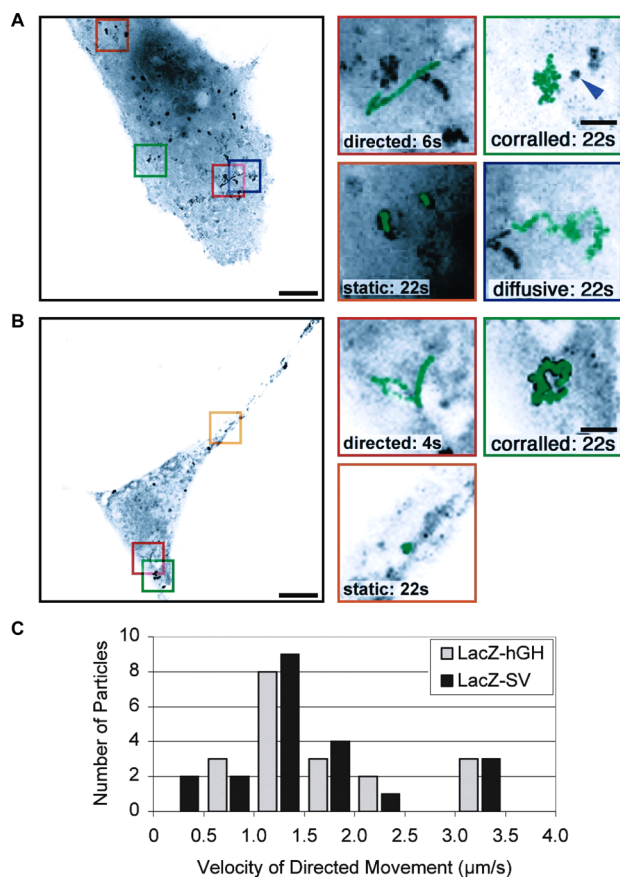 A
directed: 6s
corralled: 22s
static: 22s
diffusive: 22s
B
directed: 4s
corralled: 22s
static: 22s
C
10
8
6
4
2
0
Number of Particles
LacZ-hGH
LacZ-SV
0 0.5 1.0 1.5 2.0 2.5 3.0 3.5 4.0
Velocity of Directed Movement (µm/s)